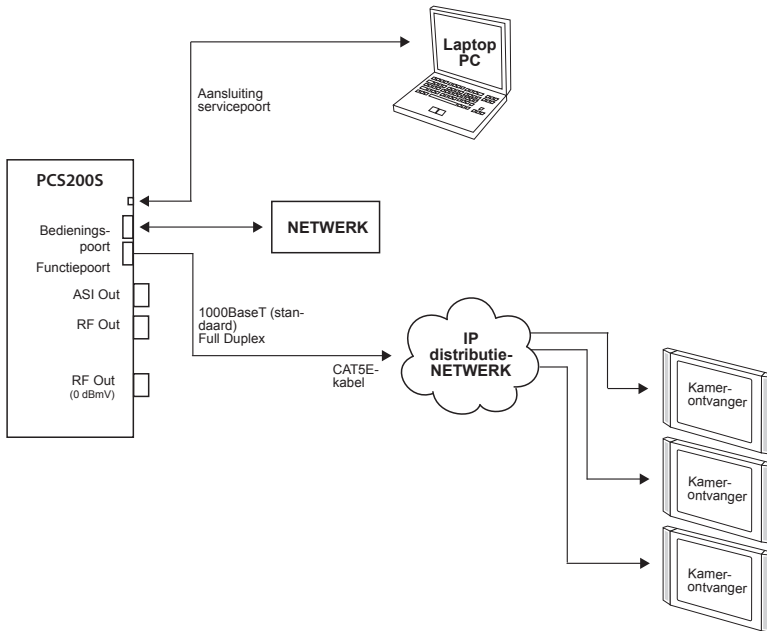 Laptop
PC
Aansluiting
servicepoort
PCS200S
Bedienings-
poort
NETWERK
Functiepoort
ASI Out
RF Out
RF Out
(0 dBmV)
1000BaseT (stan-
daard)
Full Duplex
CAT5E-
kabel
IP
distributie-
NETWERK
Kamer-
ontvanger
Kamer-
ontvanger
Kamer-
ontvanger